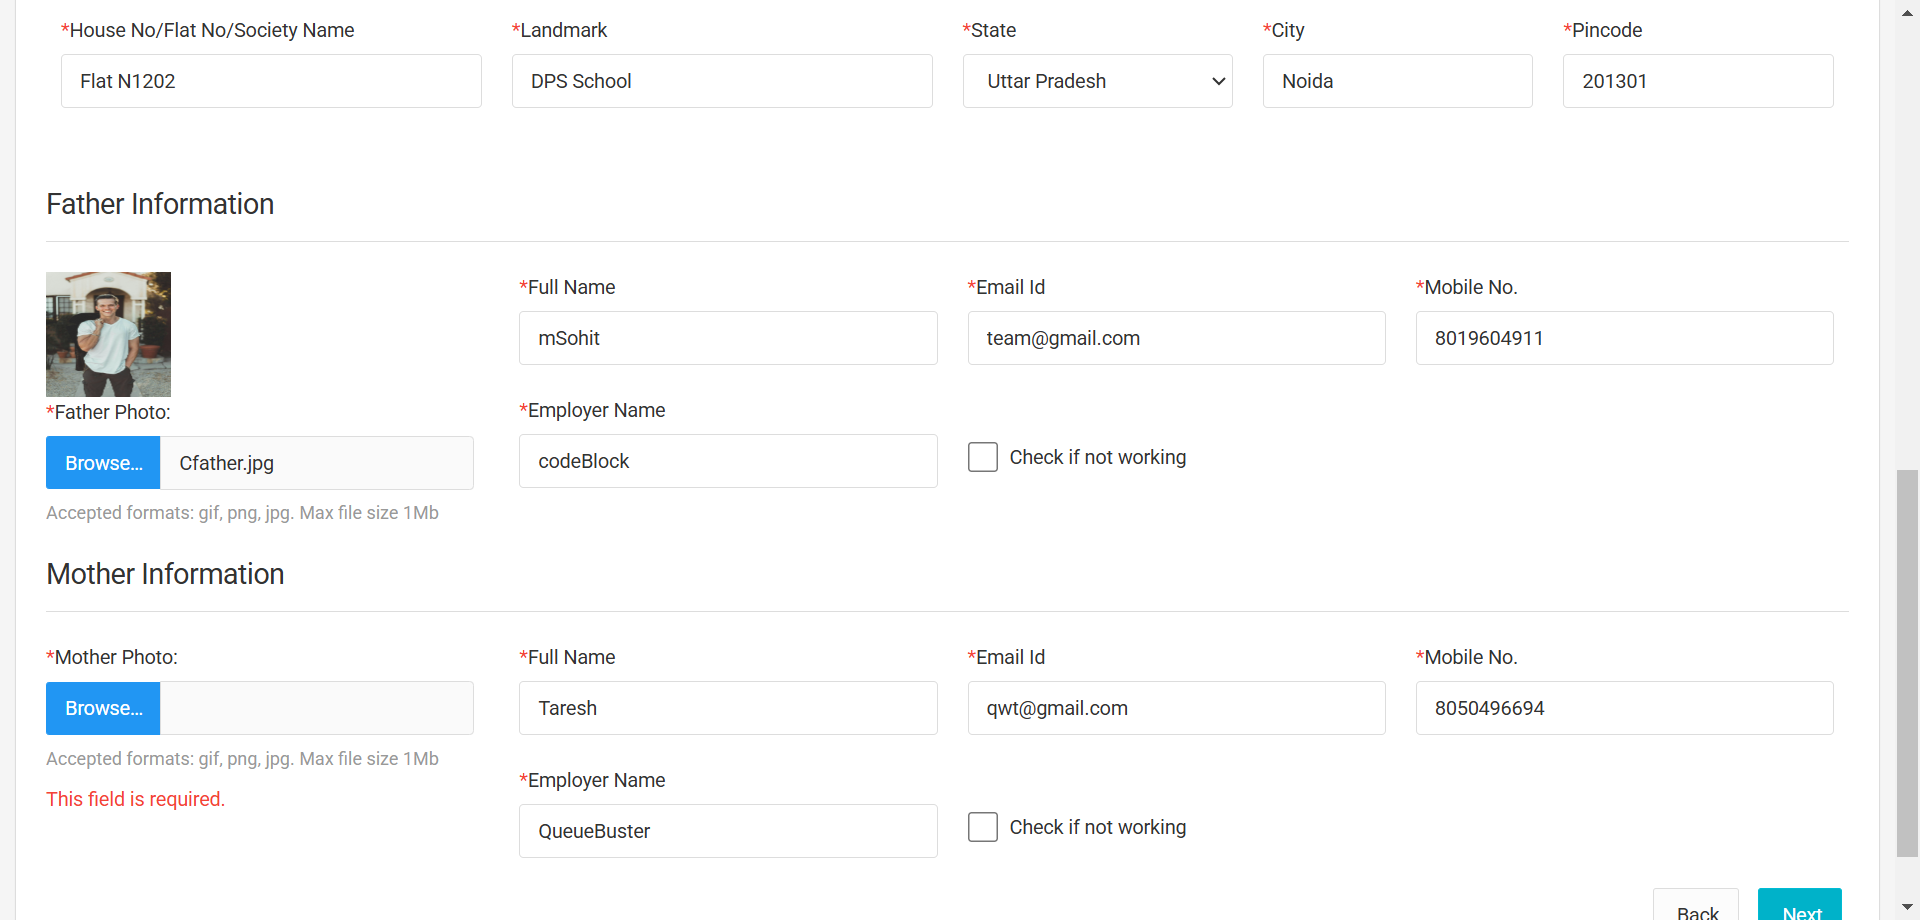 *House No/Flat No/Society Name
*Landmark
*State
*City
*Pincode
Flat N1202
DPS School
Uttar Pradesh
Noida
201301
Father Information
*Full Name
*Email Id
*Mobile No.
mSohit
team@gmail.com
8019604911
*Father Photo:
*Employer Name
Browse...
Cfather.jpg
codeBlock
Check if not working
Accepted formats: gif, png, jpg. Max file size 1Mb
Mother Information
*Mother Photo:
*Full Name
*Email Id
*Mobile No.
Browse...
Taresh
qwt@gmail.com
8050496694
Accepted formats: gif, png, jpg. Max file size 1Mb
*Employer Name
This field is required.
QueueBuster
Check if not working
Back
Next